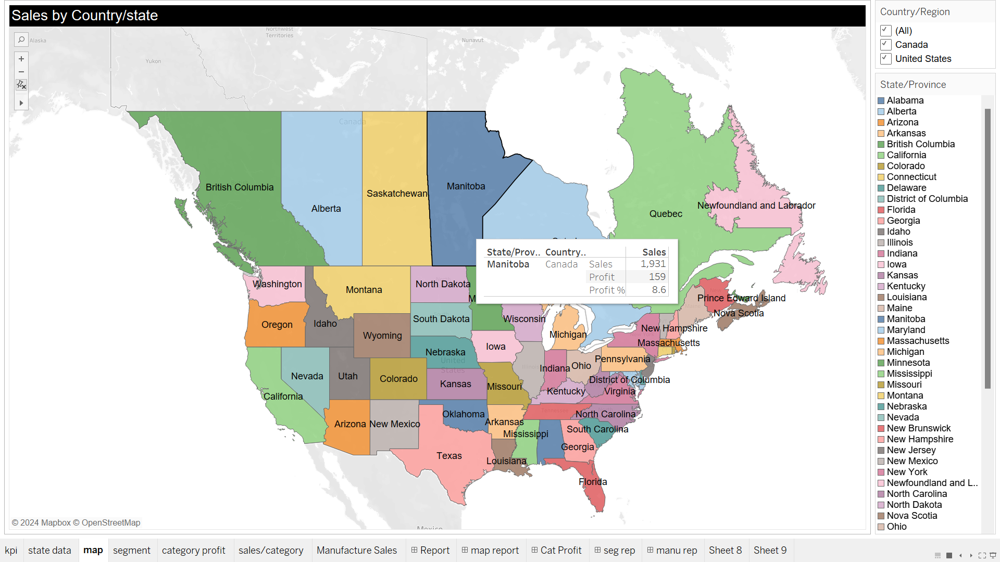 Sales by Country/state
Northwest
Territories
Alaska
Nunavut
Yukon
Canada
British Columbia
Alberta
Saskatchewan
Manitoba
Quebec
Newfoundland and Labrador
State/Prov.. Country.. Sales
Manitoba Canada Sales 1,931
Profit 159
Profit % 8.6
Washington
Montana
North Dakota
M
Prince Edward Island
Nova Scotia
Maine
Oregon
Idaho
Wyoming
South Dakota
Wisconsin
Michigan
New Hampshire
Massachusetts
Iowa
Nebraska
United
States
Pennsylvania
Illinois
Indiana
Ohio
Nevada
Utah
Colorado
Kansas
Missouri
District of Columbia
Kentucky
Virginia
California
Tennessee
Oklahoma
North Carolina
Arizona
New Mexico
Arkansas
Mississippi
South Carolina
Georgia
Texas
Louisiana
Florida
Mexico
© 2024 Mapbox © OpenStreetMap
Country/Region
(All)
Canada
United States
State/Province
Alabama
Alberta
Arizona
Arkansas
British Columbia
California
Colorado
Connecticut
Delaware
District of Columbia
Florida
Georgia
Idaho
Illinois
Indiana
Iowa
Kansas
Kentucky
Louisiana
Maine
Manitoba
Maryland
Massachusetts
Michigan
Minnesota
Mississippi
Missouri
Montana
Nebraska
Nevada
New Brunswick
New Hampshire
New Jersey
New Mexico
New York
Newfoundland and L..
North Carolina
North Dakota
Nova Scotia
Ohio
kpi state data map segment category profit sales/category Manufacture Sales Report map report Cat Profit seg rep manu rep Sheet 8 Sheet 9